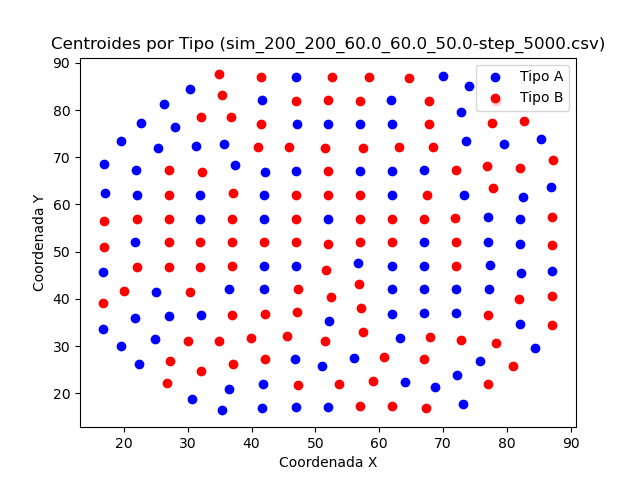 Centroides por Tipo (sim_200_200_60.0_60.0_50.0-step_5000.csv)
Tipo A
Tipo B
90
80
70
60
50
40
30
20
Coordenada Y
20 30 40 50 60 70 80 90
Coordenada X